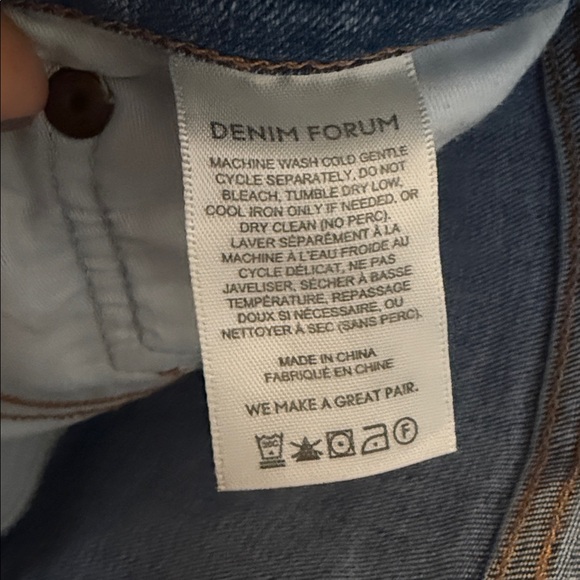 DENIM FORUM
MACHINE WASH COLD GENTLE
CYCLE SEPARATELY, DO NOT
BLEACH, TUMBLE DRY LOW,
COOL IRON ONLY IF NEEDED. OR
DRY CLEAN (NO PERC).
LAVER SÉPARÉMENT À LA
MACHINE À L'EAU FROIDE AU
CYCLE DÉLICAT, NE PAS
JAVELISER, SÉCHER À BASSE
TEMPÉRATURE, REPASSAGE
DOUX SI NÉCESSAIRE, OU
NETTOYER À SEC (SANS PERC).
MADE IN CHINA
FABRIQUÉ EN CHINE
WE MAKE A GREAT PAIR.
30C F